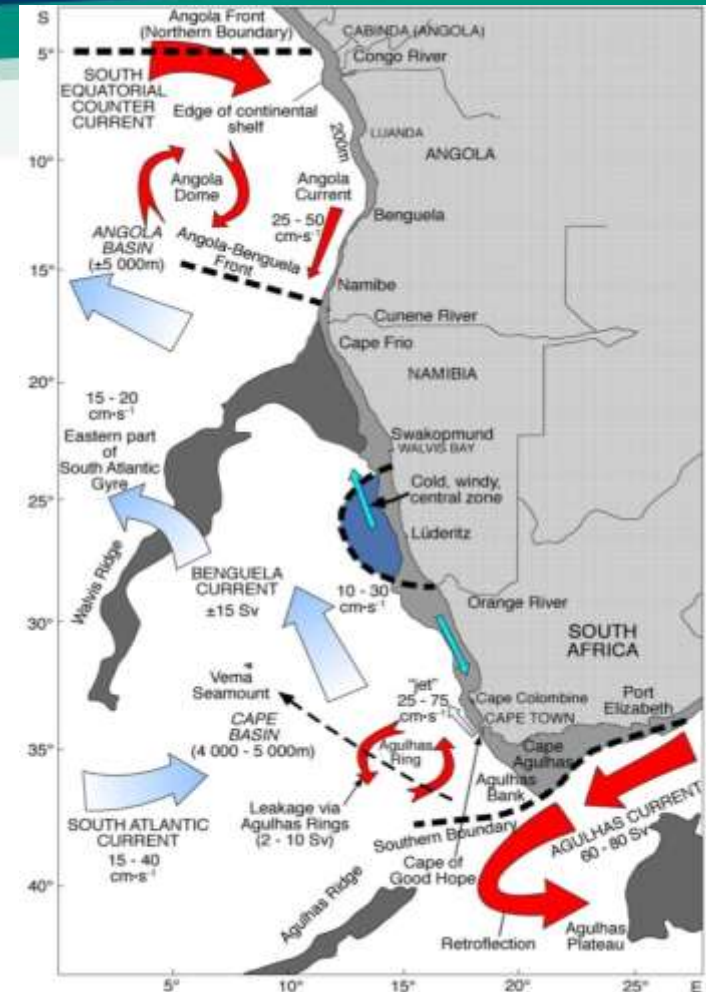 S
Angola Front
(Northern Boundary)
CABINDA (ANGOLA)
5°
Congo River
SOUTH
EQUATORIAL
COUNTER
CURRENT
Edge of continental
shelf
200m
LUANDA
10°
ANGOLA
Angola
Dome
Angola
Current
25 - 50
cm•s⁻¹
Benguela
ANGOLA
BASIN
(±5 000m)
Angola-Benguela
Front
15°
Namibe
Cunene River
Cape Frio
20°
NAMIBIA
15 - 20
cm•s⁻¹
Eastern part
of
South Atlantic
Gyre
Swakopmund
WALVIS BAY
Cold, windy,
central zone
25°
Lüderitz
Walvis Ridge
BENGUELA
CURRENT
±15 Sv
10 - 30
cm•s⁻¹
Orange River
30°
SOUTH
AFRICA
Vema
Seamount
"jet"
25 - 75
cm•s⁻¹
Cape Colombine
CAPE TOWN
Port
Elizabeth
CAPE
BASIN
(4 000 - 5 000m)
35°
Agulhas
Ring
Cape
Agulhas
Agulhas
Bank
Leakage via
Agulhas Rings
(2 - 10 Sv)
SOUTH ATLANTIC
CURRENT
15 - 40
cm•s⁻¹
Southern Boundary
AGULHAS CURRENT
60 - 80 Sv
Cape of
Good Hope
40°
Agulhas Ridge
Retroflection
Agulhas
Plateau
5°
10°
15°
20°
25°
E